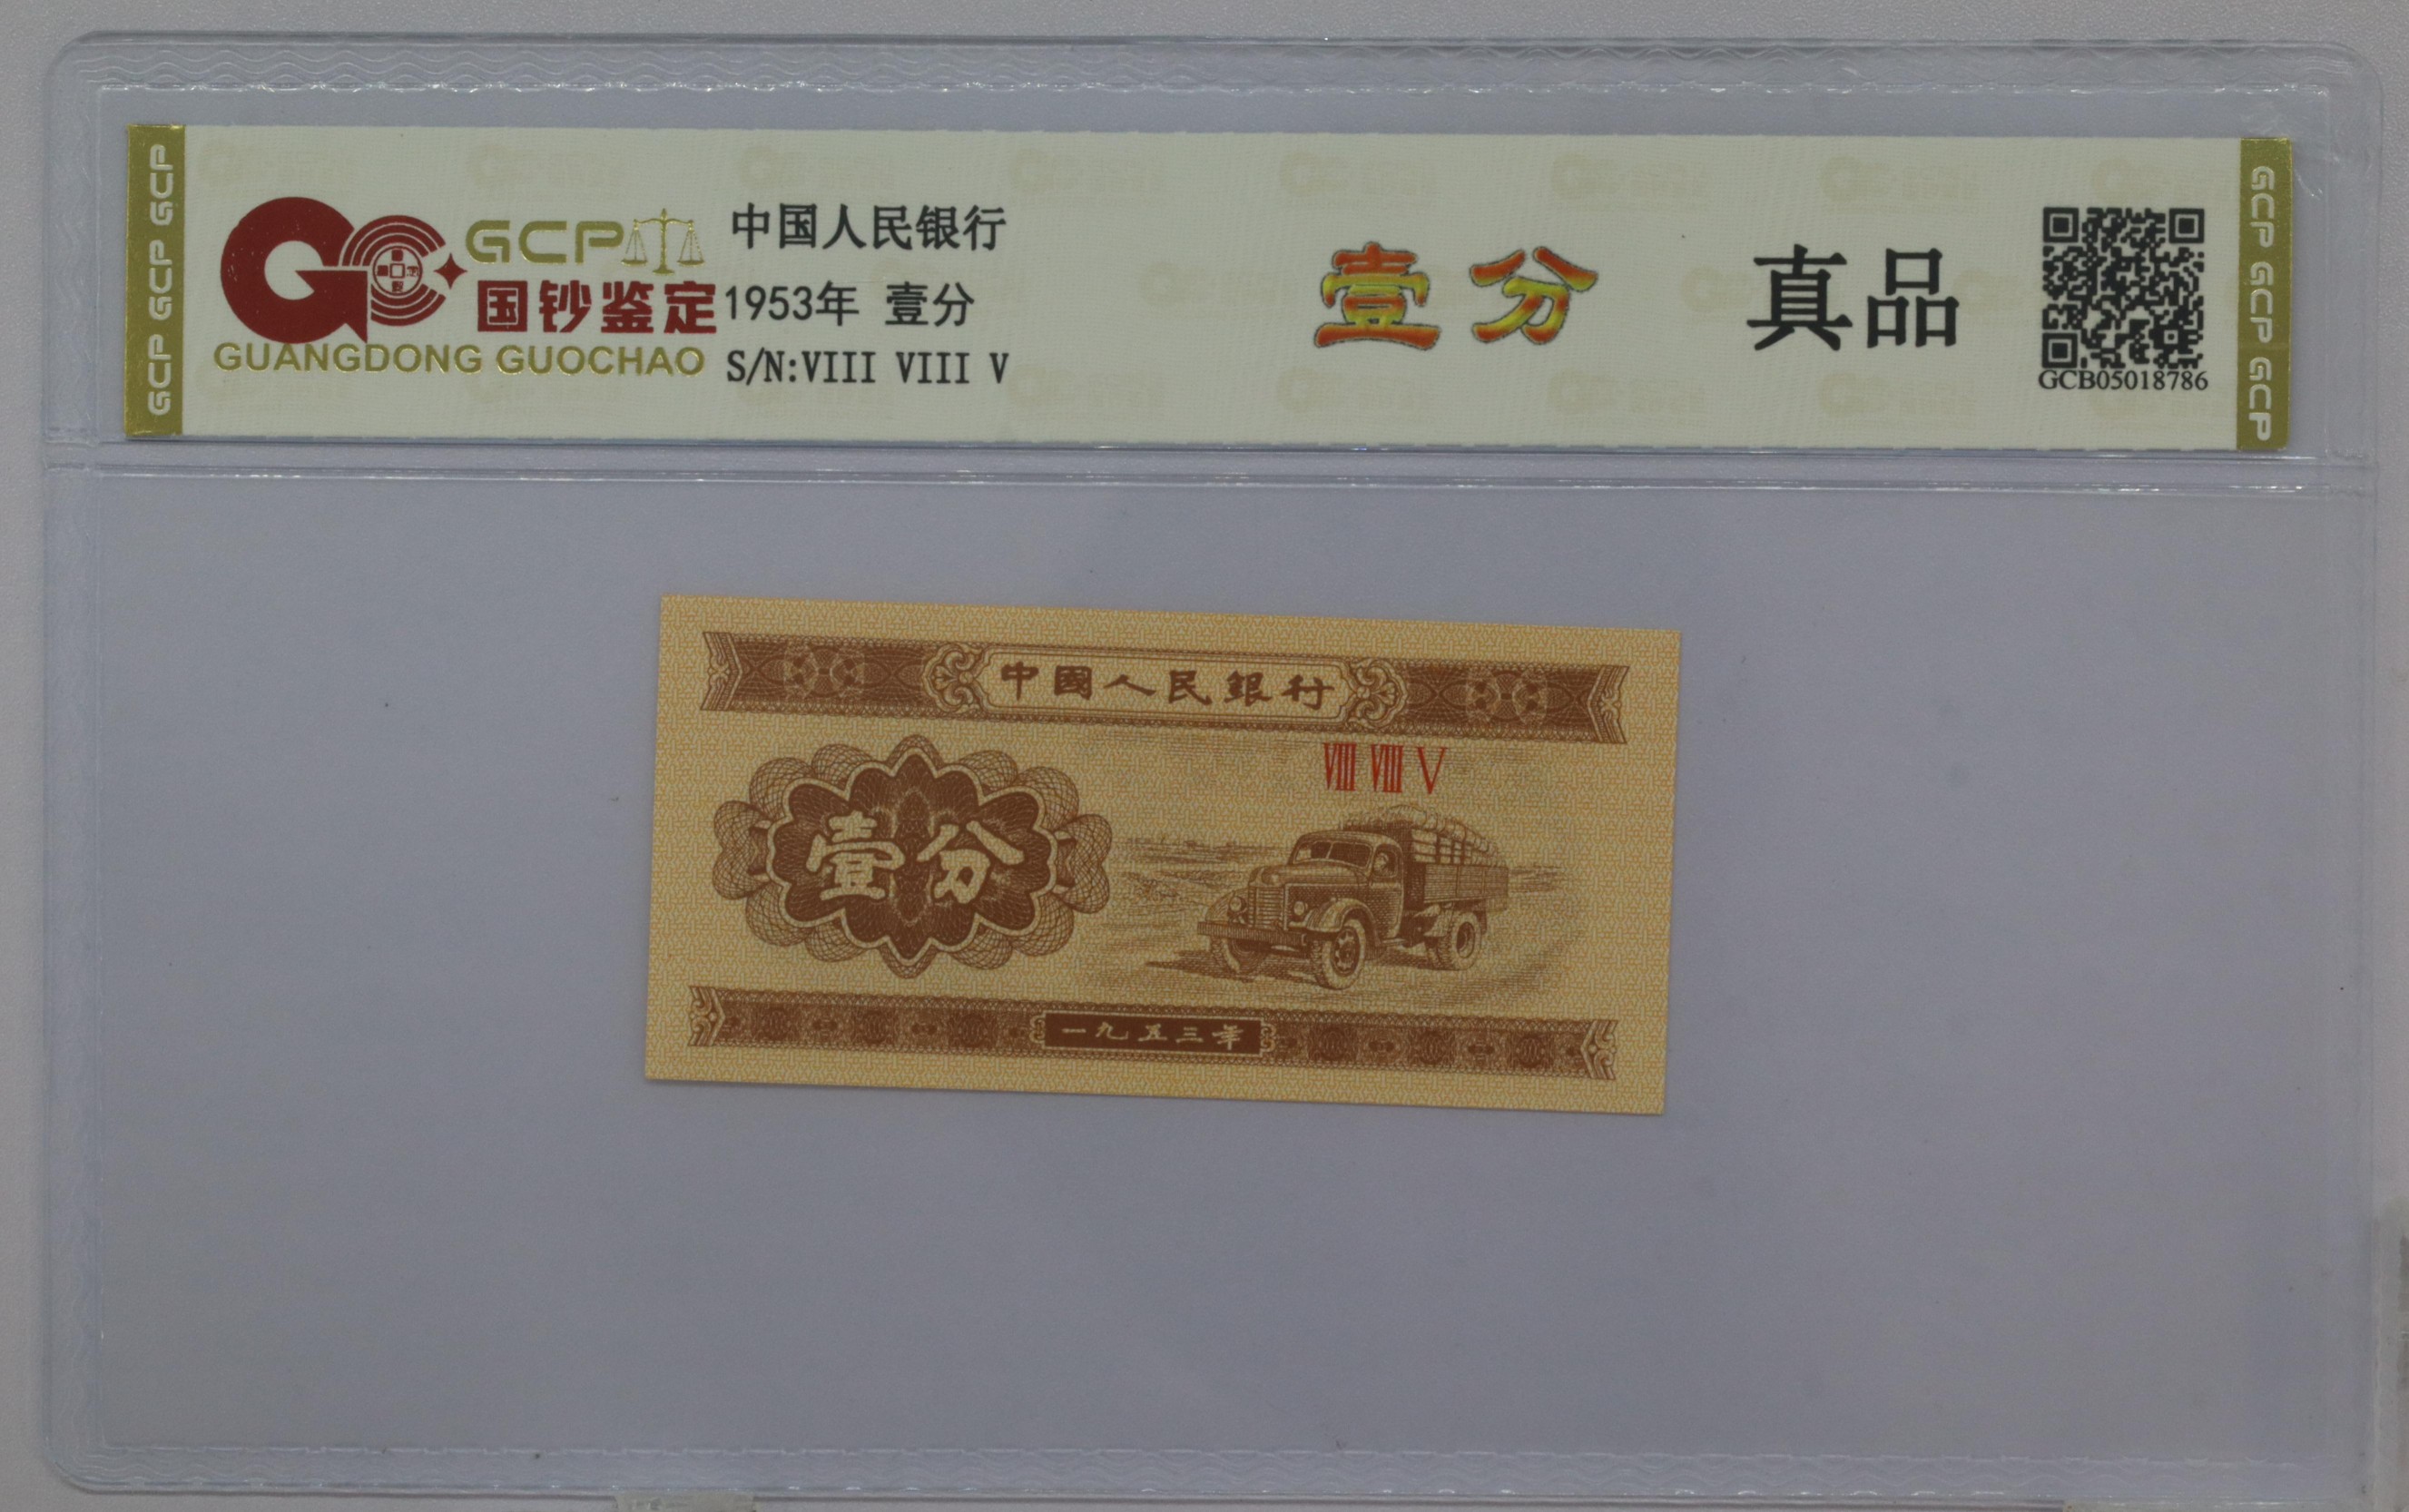 GCP GCP GCP
GCP
国钞鉴定
GUANGDONG GUOCHAO
中国人民银行
1953年 壹分
S/N:VIII VIII V
壹分
真品
GCB05018786
GCP GCP GCP
中國人民銀行
VIII VIII V
壹分
一九五三年